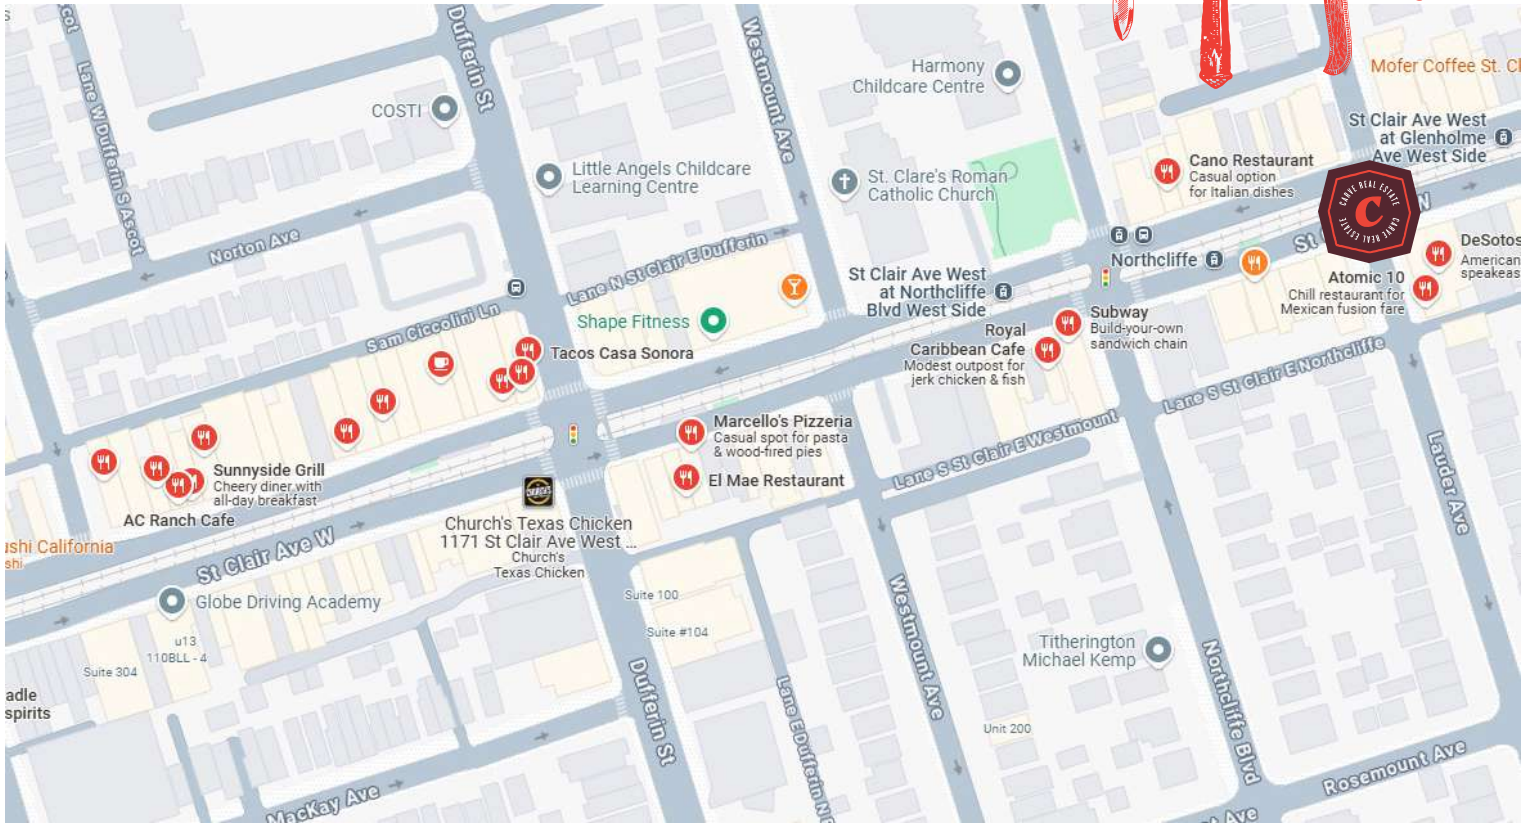 Dufferin St
Westmount Ave
Harmony
Childcare Centre
Mofer Coffee St. Cl
Lane W Dufferin S Ascot
COSTI
St Clair Ave West
at Glenholme
Ave West Side
Little Angels Childcare
Learning Centre
St. Clare's Roman
Catholic Church
Cano Restaurant
Casual option
for Italian dishes
CARVE REAL ESTATE
C
CARVE REAL ESTATE
Norton Ave
Lane N St Clair E Dufferin
DeSotos
American
speakeas
Northcliffe
St Clair Ave West
at Northcliffe
Blvd West Side
Atomic 10
Chill restaurant for
Mexican fusion fare
Sam Ciccolini Ln
Shape Fitness
Subway
Build-your-own
sandwich chain
Royal
Caribbean Cafe
Modest outpost for
jerk chicken & fish
Tacos Casa Sonora
Lane S St Clair E Northcliffe
Marcello's Pizzeria
Casual spot for pasta
& wood-fired pies
Sunnyside Grill
Cheery diner with
all-day breakfast
El Mae Restaurant
Lane S St Clair E Westmount
Lauder Ave
AC Ranch Cafe
CHURCH'S
Church's Texas Chicken
1171 St Clair Ave West ...
Church's
Texas Chicken
ushi California
shi
St Clair Ave W
Globe Driving Academy
Suite 100
Suite #104
u13
110BLL - 4
Suite 304
Westmount Ave
Titherington
Michael Kemp
Northcliffe Blvd
adle
spirits
Dufferin St
Lane E Dufferin N
Unit 200
MacKay Ave
Rosemount Ave
t Ave